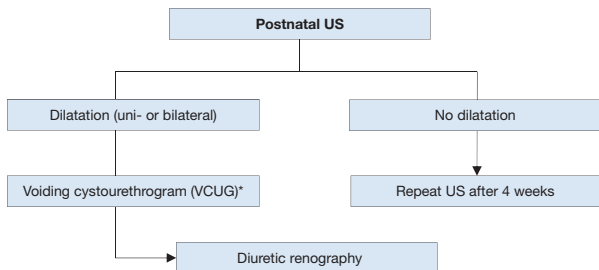 Postnatal US
Dilatation (uni- or bilateral)
No dilatation
Voiding cystourethrogram (VCUG)*
Repeat US after 4 weeks
Diuretic renography